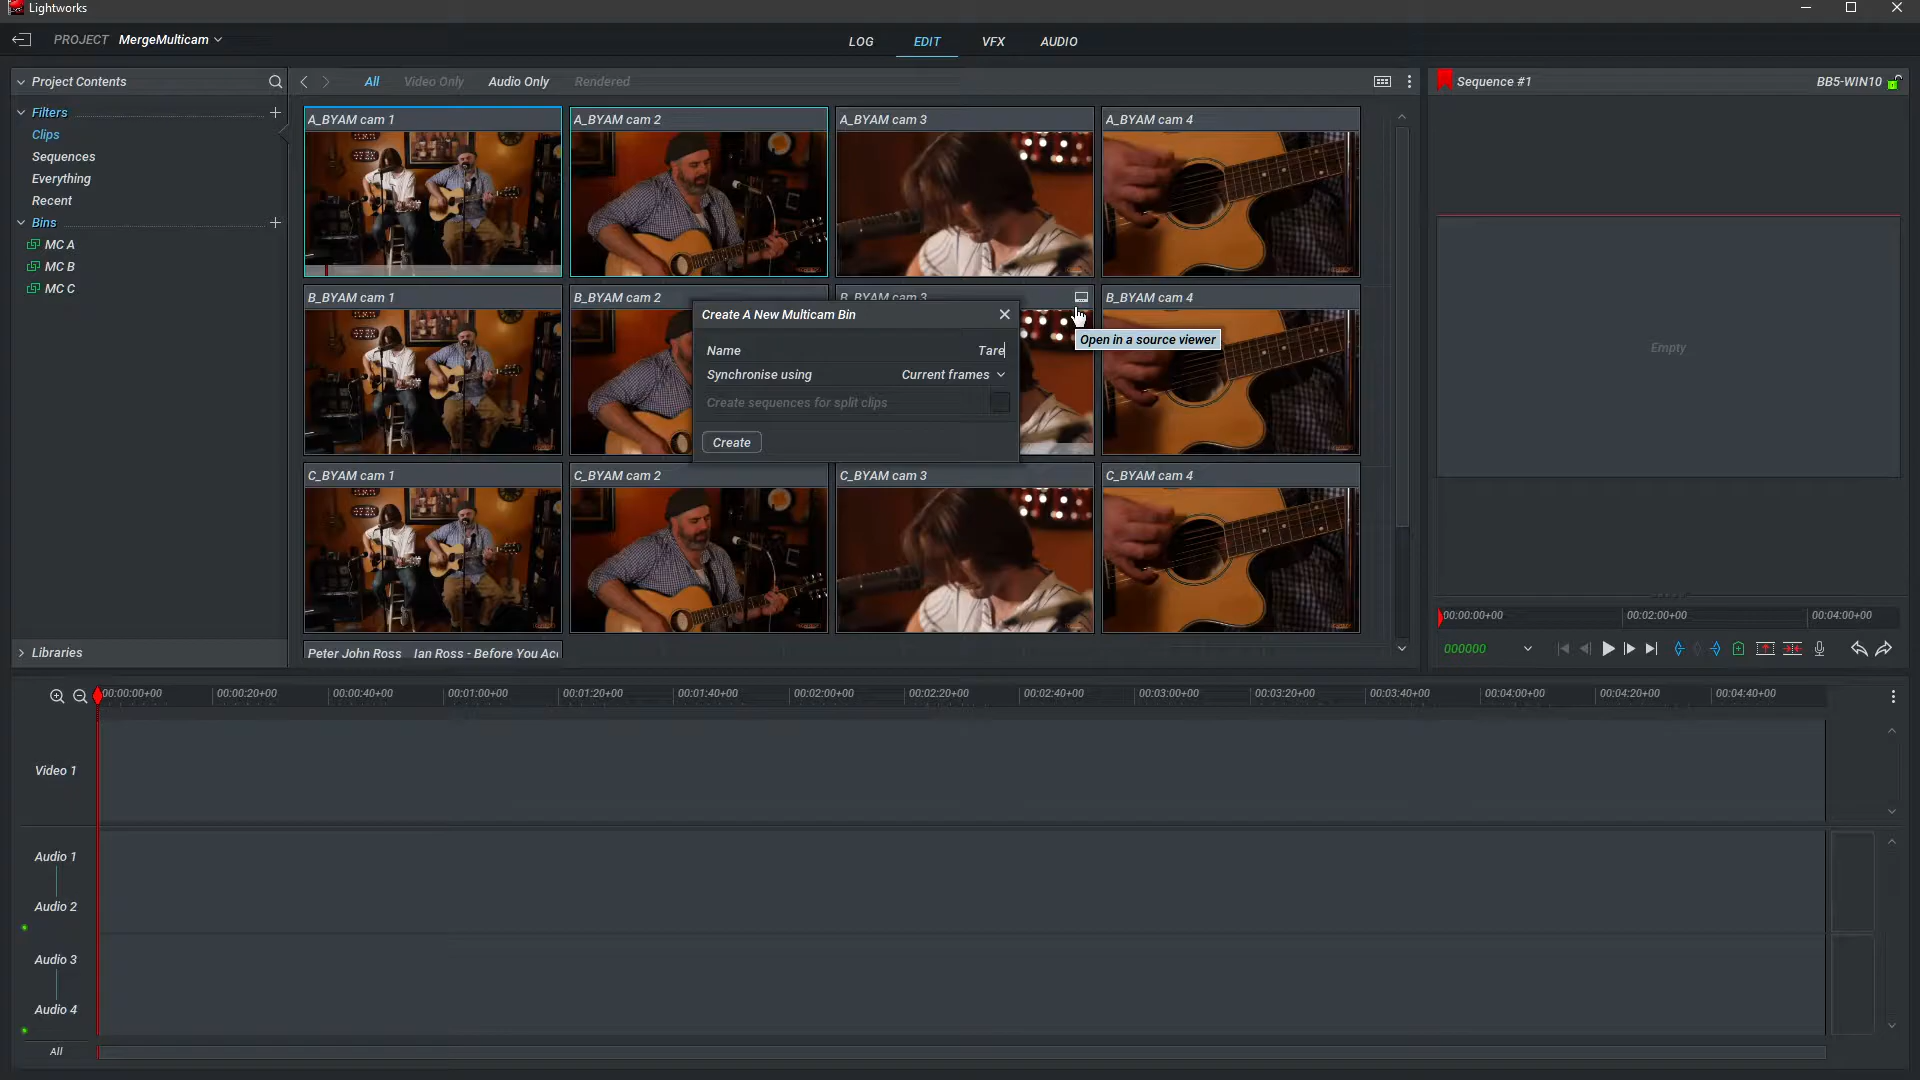 Lightworks
PROJECT MergeMulticam
LOG EDIT VFX AUDIO
Project Contents
All Video Only Audio Only Rendered
Sequence #1 BB5-WIN10
Filters
Clips
Sequences
Everything
Recent
Bins
MC A
MC B
MC C
Libraries
A_BYAM cam 1
A_BYAM cam 2
A_BYAM cam 3
A_BYAM cam 4
B_BYAM cam 1
B_BYAM cam 2
B_BYAM cam 3
B_BYAM cam 4
Create A New Multicam Bin
Name Tare
Synchronise using Current frames
Create sequences for split clips
Create
Open in a source viewer
C_BYAM cam 1
C_BYAM cam 2
C_BYAM cam 3
C_BYAM cam 4
Peter John Ross Ian Ross - Before You Ac
Empty
00:00:00+00 00:02:00+00 00:04:00+00
000000
00:00:00+00 00:00:20+00 00:00:40+00 00:01:00+00 00:01:20+00 00:01:40+00 00:02:00+00 00:02:20+00 00:02:40+00 00:03:00+00 00:03:20+00 00:03:40+00 00:04:00+00 00:04:20+00 00:04:40+00
Video 1
Audio 1
Audio 2
Audio 3
Audio 4
All